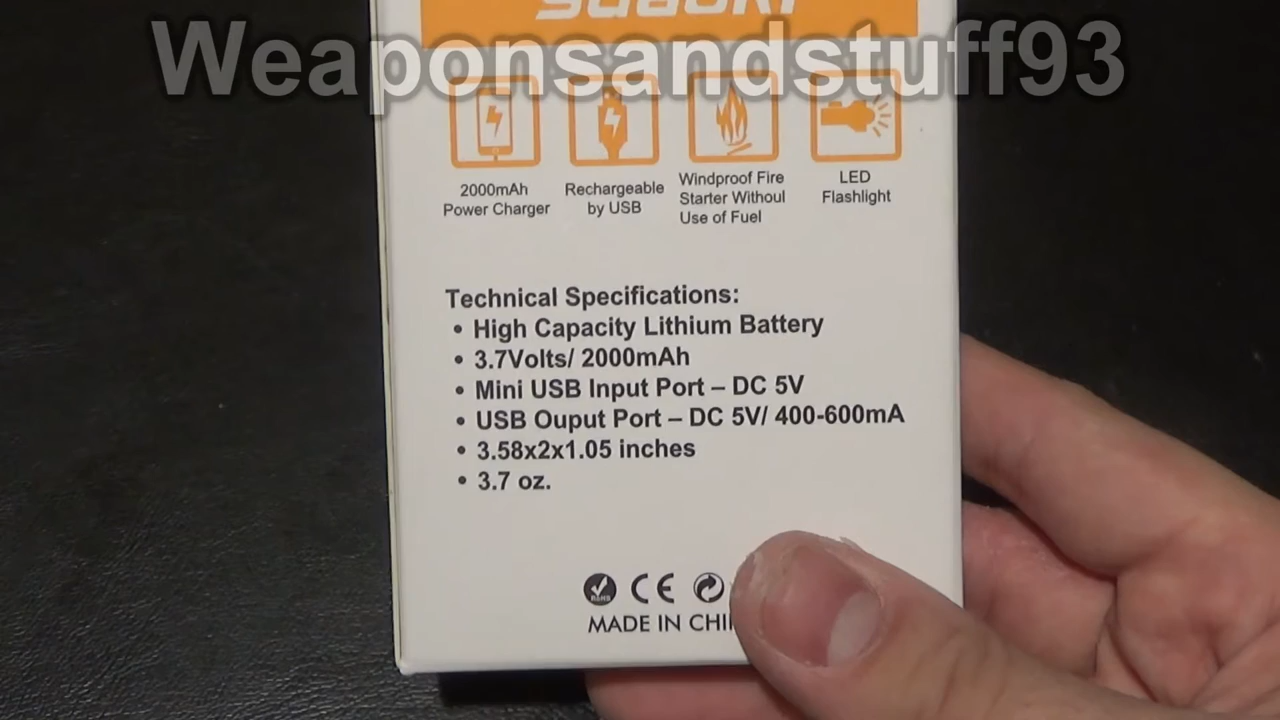 suaoki
Weaponsandstuff93
2000mAh
Power Charger
Rechargeable
by USB
Windproof Fire
Starter Without
Use of Fuel
LED
Flashlight
Technical Specifications:
• High Capacity Lithium Battery
• 3.7Volts/ 2000mAh
• Mini USB Input Port – DC 5V
• USB Ouput Port – DC 5V/ 400-600mA
• 3.58x2x1.05 inches
• 3.7 oz.
RoHS CE
MADE IN